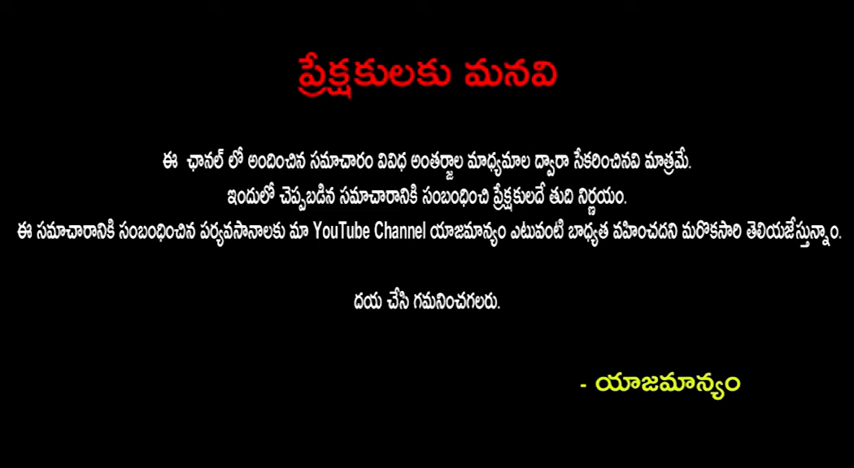 ప్రేక్షకులకు మనవి
ఈ ఛానల్ లో అందించిన సమాచారం వివిధ అంతర్జాల మాధ్యమాల ద్వారా సేకరించినవి మాత్రమే.
ఇందులో చెప్పబడిన సమాచారానికి సంబంధించి ప్రేక్షకులదే తుది నిర్ణయం.
ఈ సమాచారానికి సంబంధించిన పర్యవసానాలకు మా YouTube Channel యాజమాన్యం ఎటువంటి బాధ్యత వహించదని మరొకసారి తెలియజేస్తున్నాం.
దయ చేసి గమనించగలరు.
- యాజమాన్యం